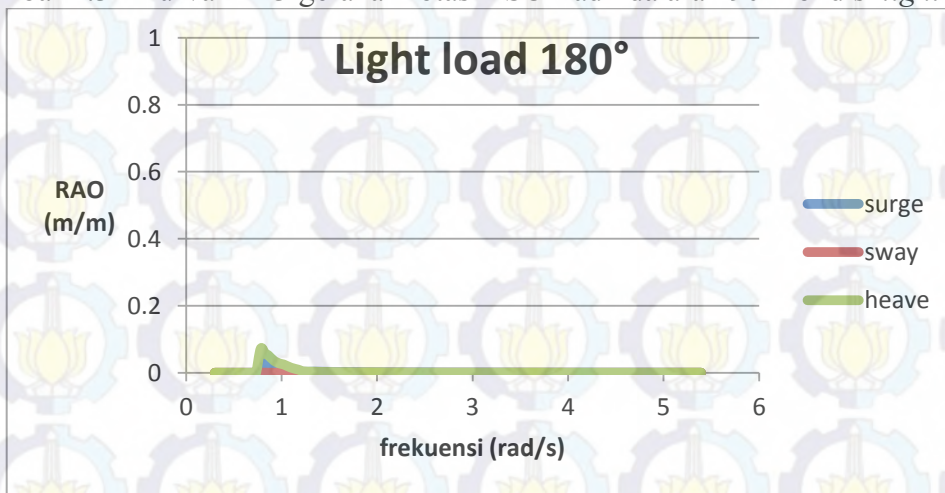 Light load 180°
1
0.8
0.6
0.4
0.2
0
RAO
(m/m)
0 1 2 3 4 5 6
frekuensi (rad/s)
surge
sway
heave